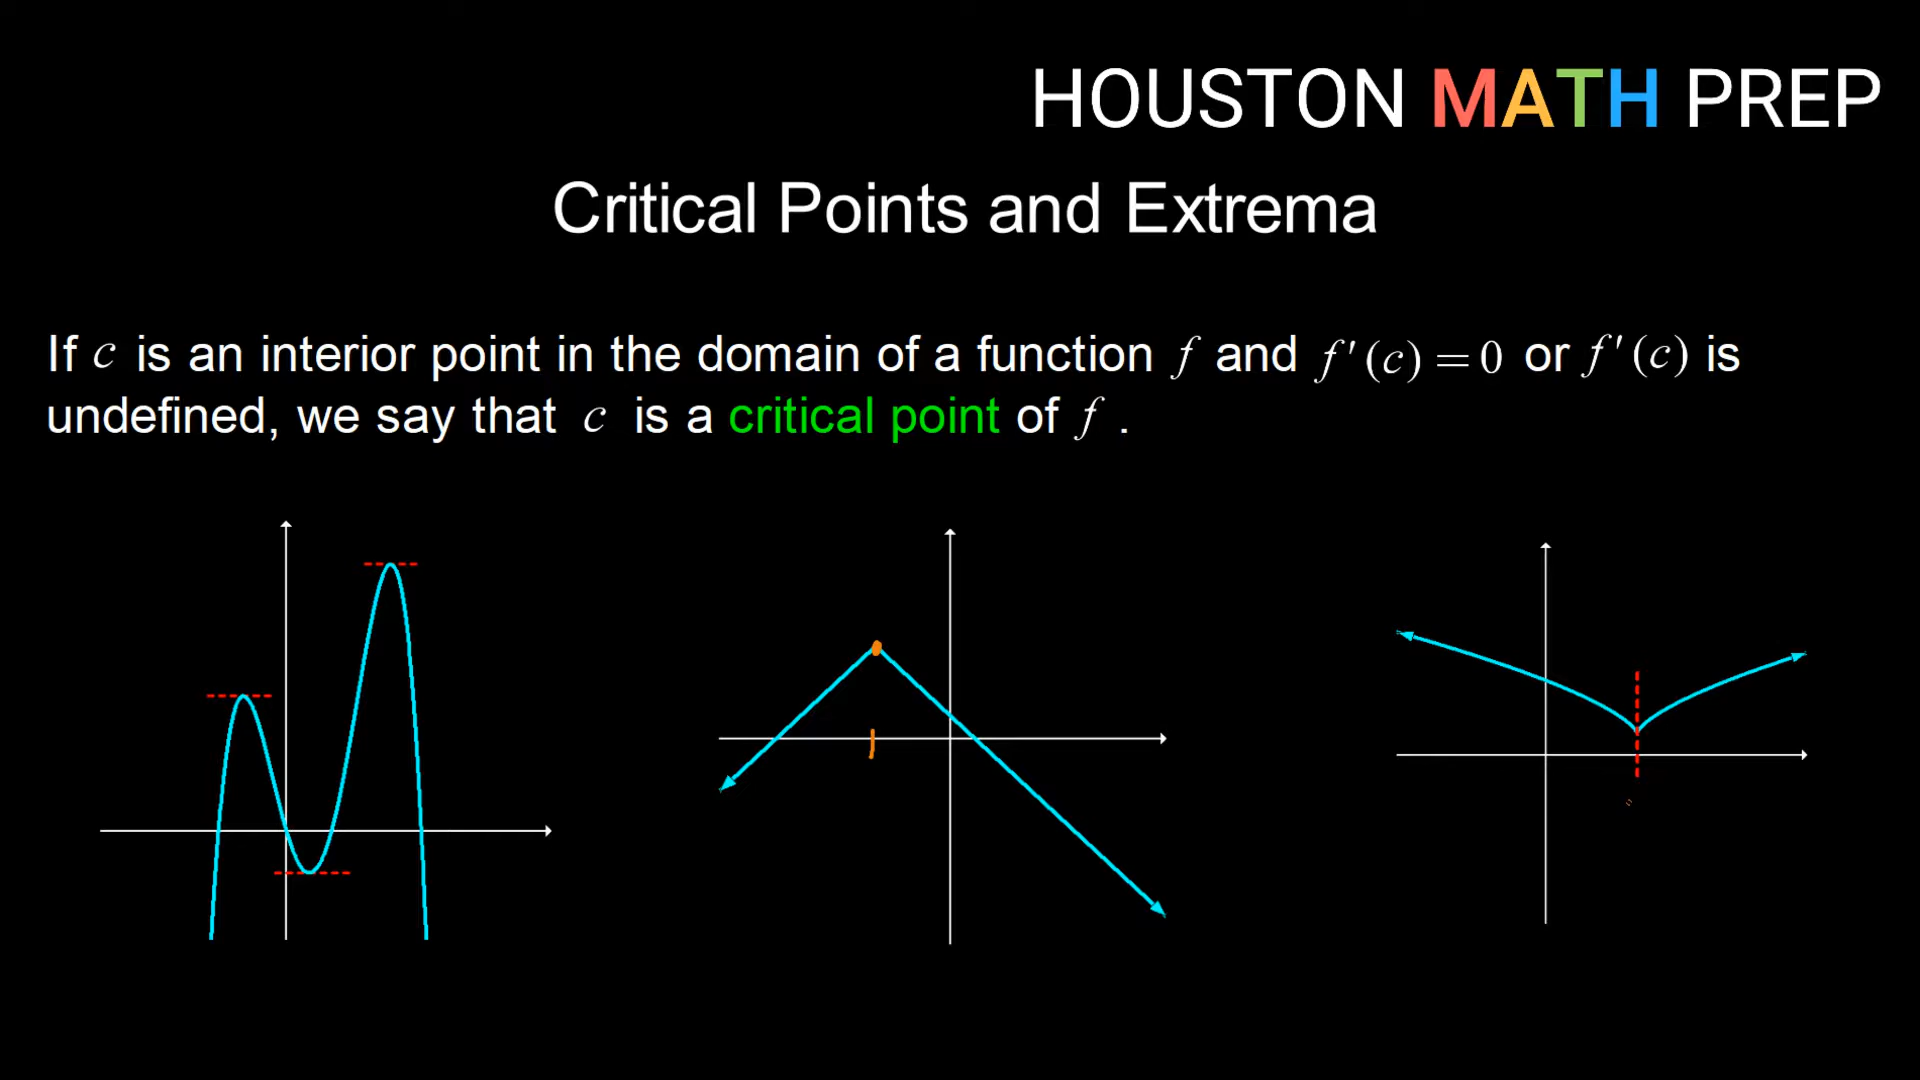 HOUSTON MATH PREP
Critical Points and Extrema
If c is an interior point in the domain of a function f and f'(c) = 0 or f'(c) is
undefined, we say that c is a critical point of f .